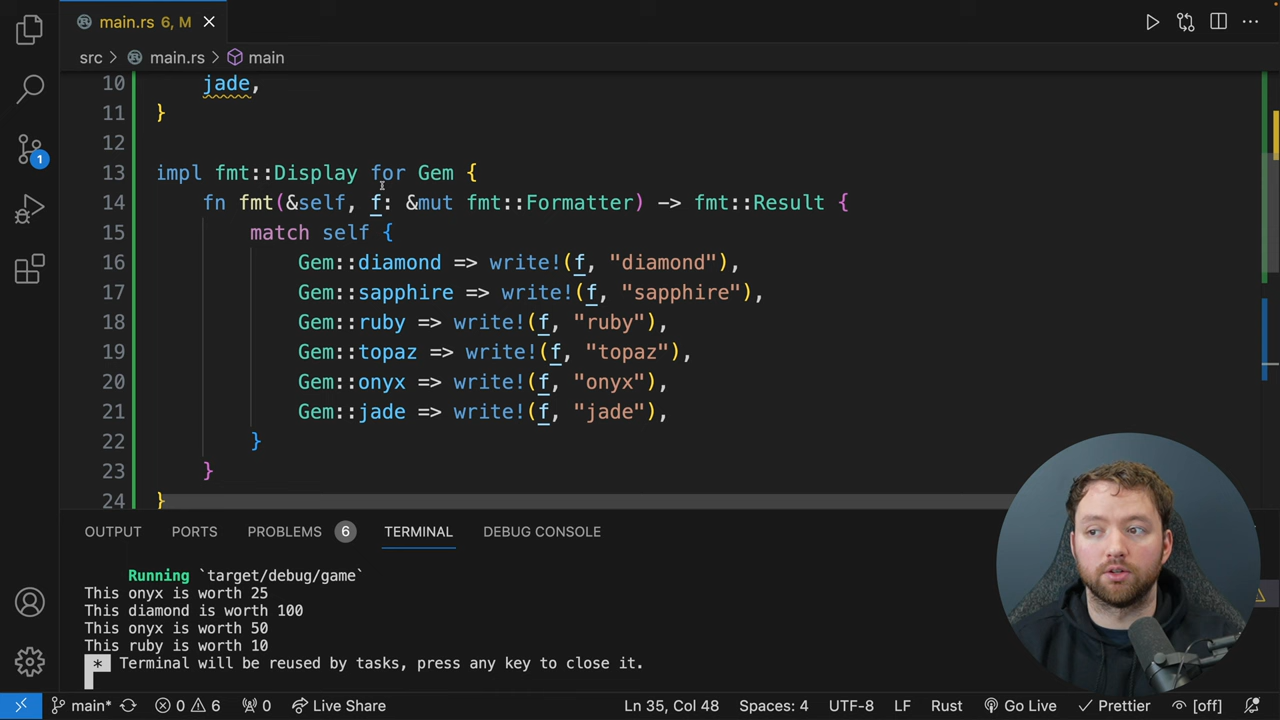 main.rs 6, M
src > main.rs > main
10 jade,
11 }
12
13 impl fmt::Display for Gem {
14 fn fmt(&self, f: &mut fmt::Formatter) -> fmt::Result {
15 match self {
16 Gem::diamond => write!(f, "diamond"),
17 Gem::sapphire => write!(f, "sapphire"),
18 Gem::ruby => write!(f, "ruby"),
19 Gem::topaz => write!(f, "topaz"),
20 Gem::onyx => write!(f, "onyx"),
21 Gem::jade => write!(f, "jade"),
22 }
23 }
24 }
1
OUTPUT PORTS PROBLEMS 6 TERMINAL DEBUG CONSOLE
Running `target/debug/game`
This onyx is worth 25
This diamond is worth 100
This onyx is worth 50
This ruby is worth 10
* Terminal will be reused by tasks, press any key to close it.
main* 0 6 0 Live Share Ln 35, Col 48 Spaces: 4 UTF-8 LF Rust Go Live Prettier [off]